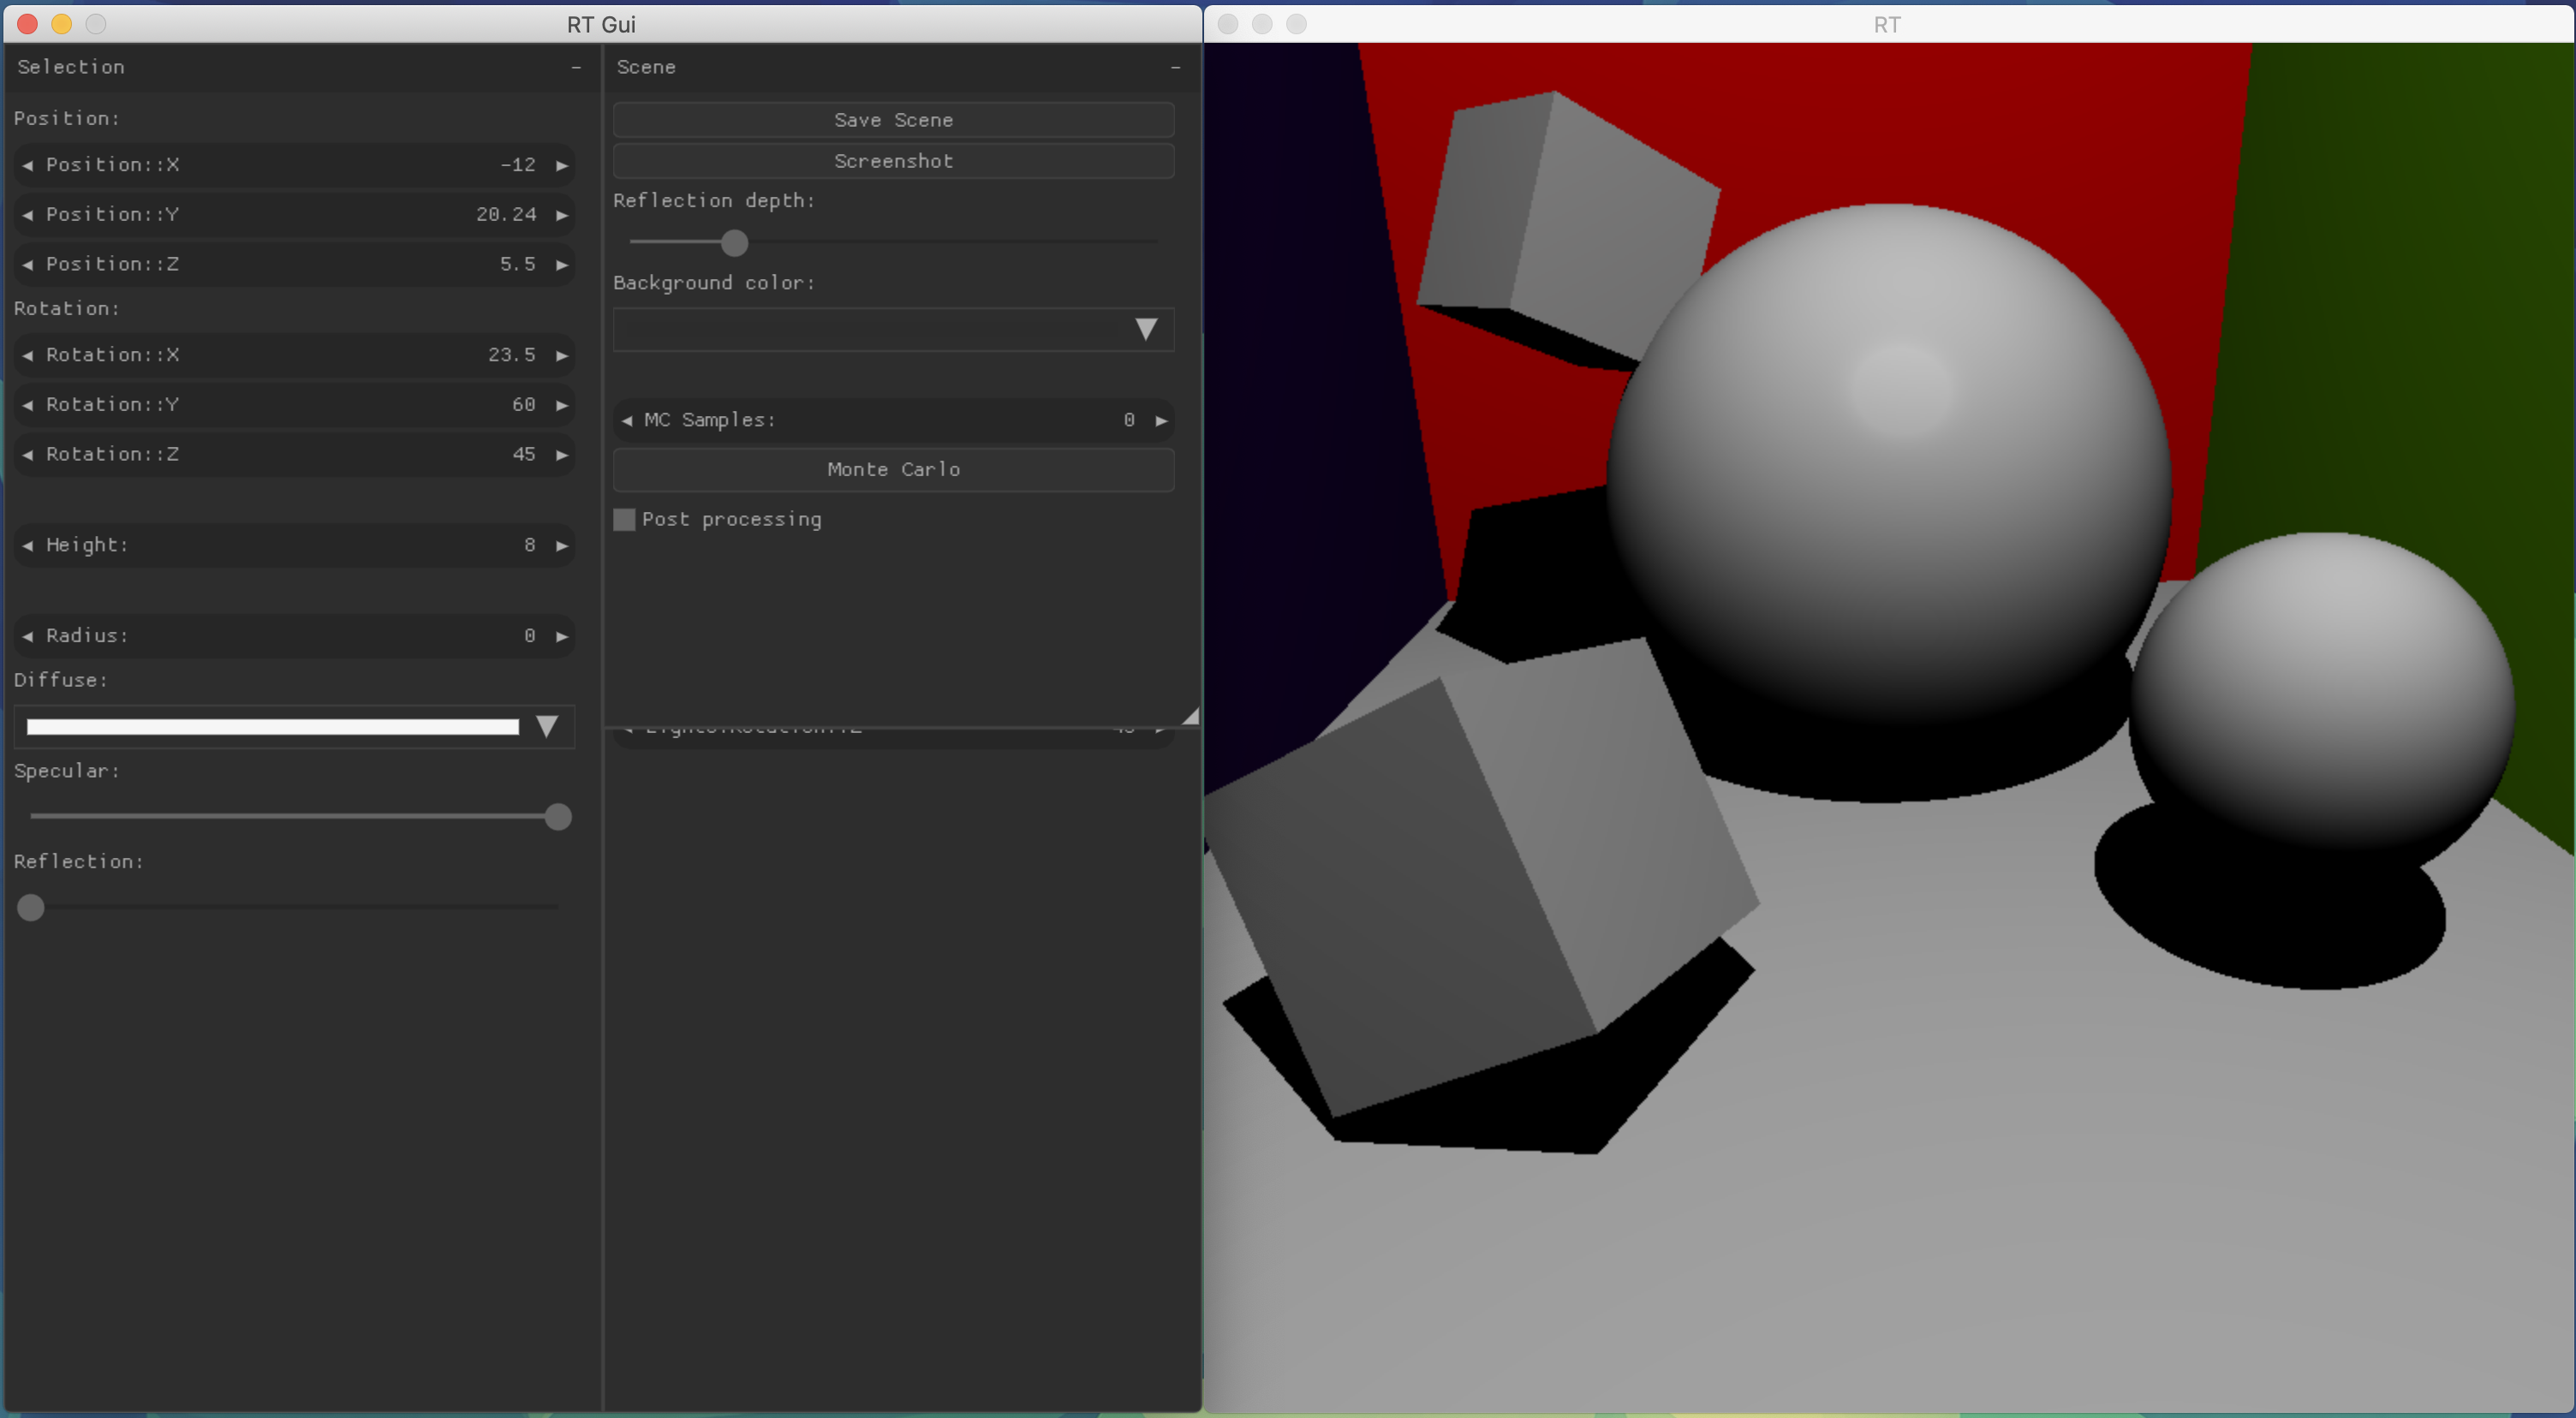 RT Gui
Selection -
Position:
Position::X -12
Position::Y 20.24
Position::Z 5.5
Rotation:
Rotation::X 23.5
Rotation::Y 60
Rotation::Z 45
Height: 8
Radius: 0
Diffuse:
Specular:
Reflection:
Scene -
Save Scene
Screenshot
Reflection depth:
Background color:
MC Samples: 0
Monte Carlo
Post processing
RT